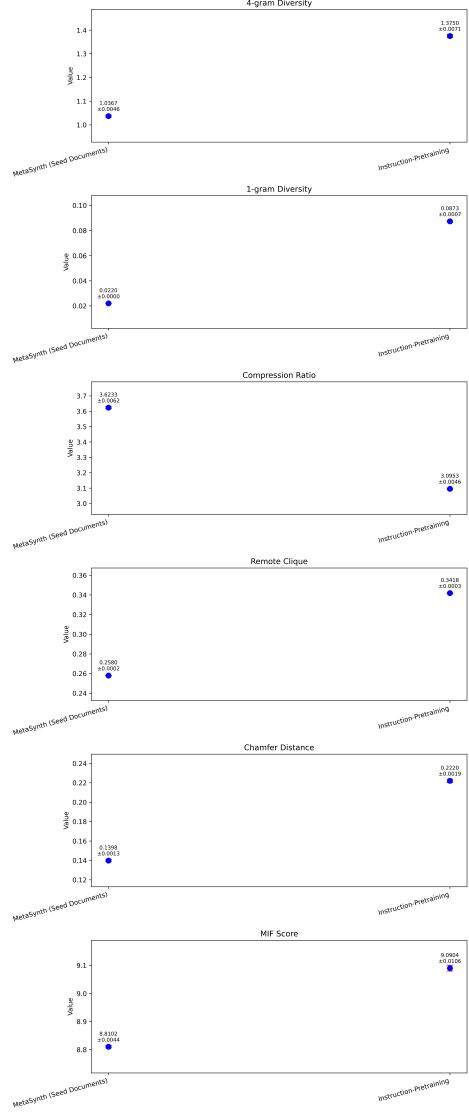 4-gram Diversity
1.4
1.3
1.2
1.1
1.0
Value
1.0367
±0.0046
1.3750
±0.0071
MetaSynth (Seed Documents)
Instruction-Pretraining
1-gram Diversity
0.10
0.08
0.06
0.04
0.02
Value
0.0220
±0.0000
0.0873
±0.0007
MetaSynth (Seed Documents)
Instruction-Pretraining
Compression Ratio
3.7
3.6
3.5
3.4
3.3
3.2
3.1
3.0
Value
3.6233
±0.0062
3.0953
±0.0046
MetaSynth (Seed Documents)
Instruction-Pretraining
Remote Clique
0.36
0.34
0.32
0.30
0.28
0.26
0.24
Value
0.2580
±0.0002
0.3418
±0.0003
MetaSynth (Seed Documents)
Instruction-Pretraining
Chamfer Distance
0.24
0.22
0.20
0.18
0.16
0.14
0.12
Value
0.1398
±0.0013
0.2220
±0.0019
MetaSynth (Seed Documents)
Instruction-Pretraining
MIF Score
9.1
9.0
8.9
8.8
Value
8.8102
±0.0044
9.0904
±0.0106
MetaSynth (Seed Documents)
Instruction-Pretraining